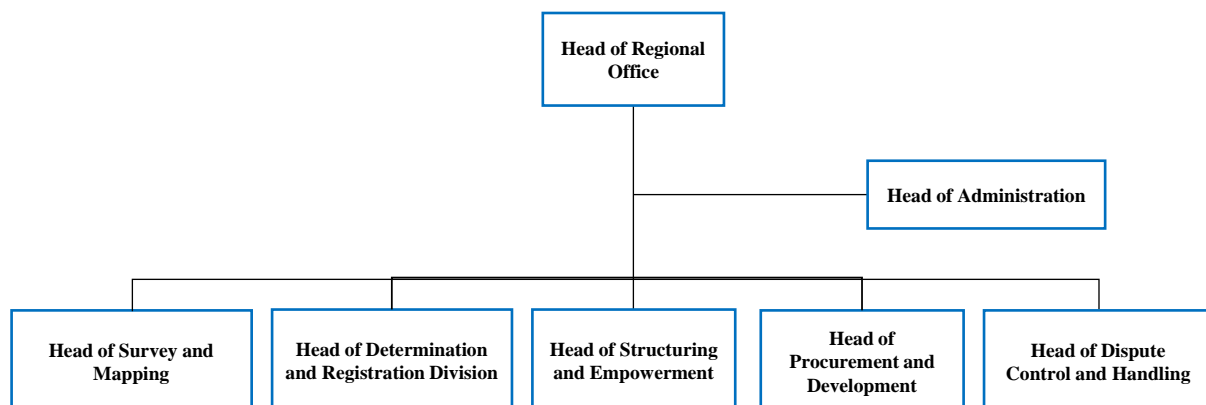 Head of Regional
Office
Head of Administration
Head of Survey and
Mapping
Head of Determination
and Registration Division
Head of Structuring
and Empowerment
Head of
Procurement and
Development
Head of Dispute
Control and Handling